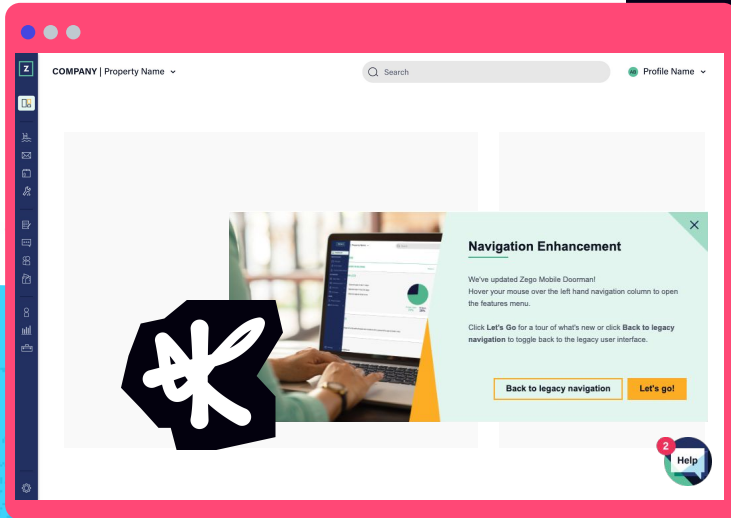 Z
COMPANY | Property Name
Search
AB
Profile Name
Navigation Enhancement
We've updated Zego Mobile Doorman!
Hover your mouse over the left hand navigation column to open
the features menu.
Click Let's Go for a tour of what's new or click Back to legacy
navigation to toggle back to the legacy user interface.
Back to legacy navigation
Let's go!
2
Help